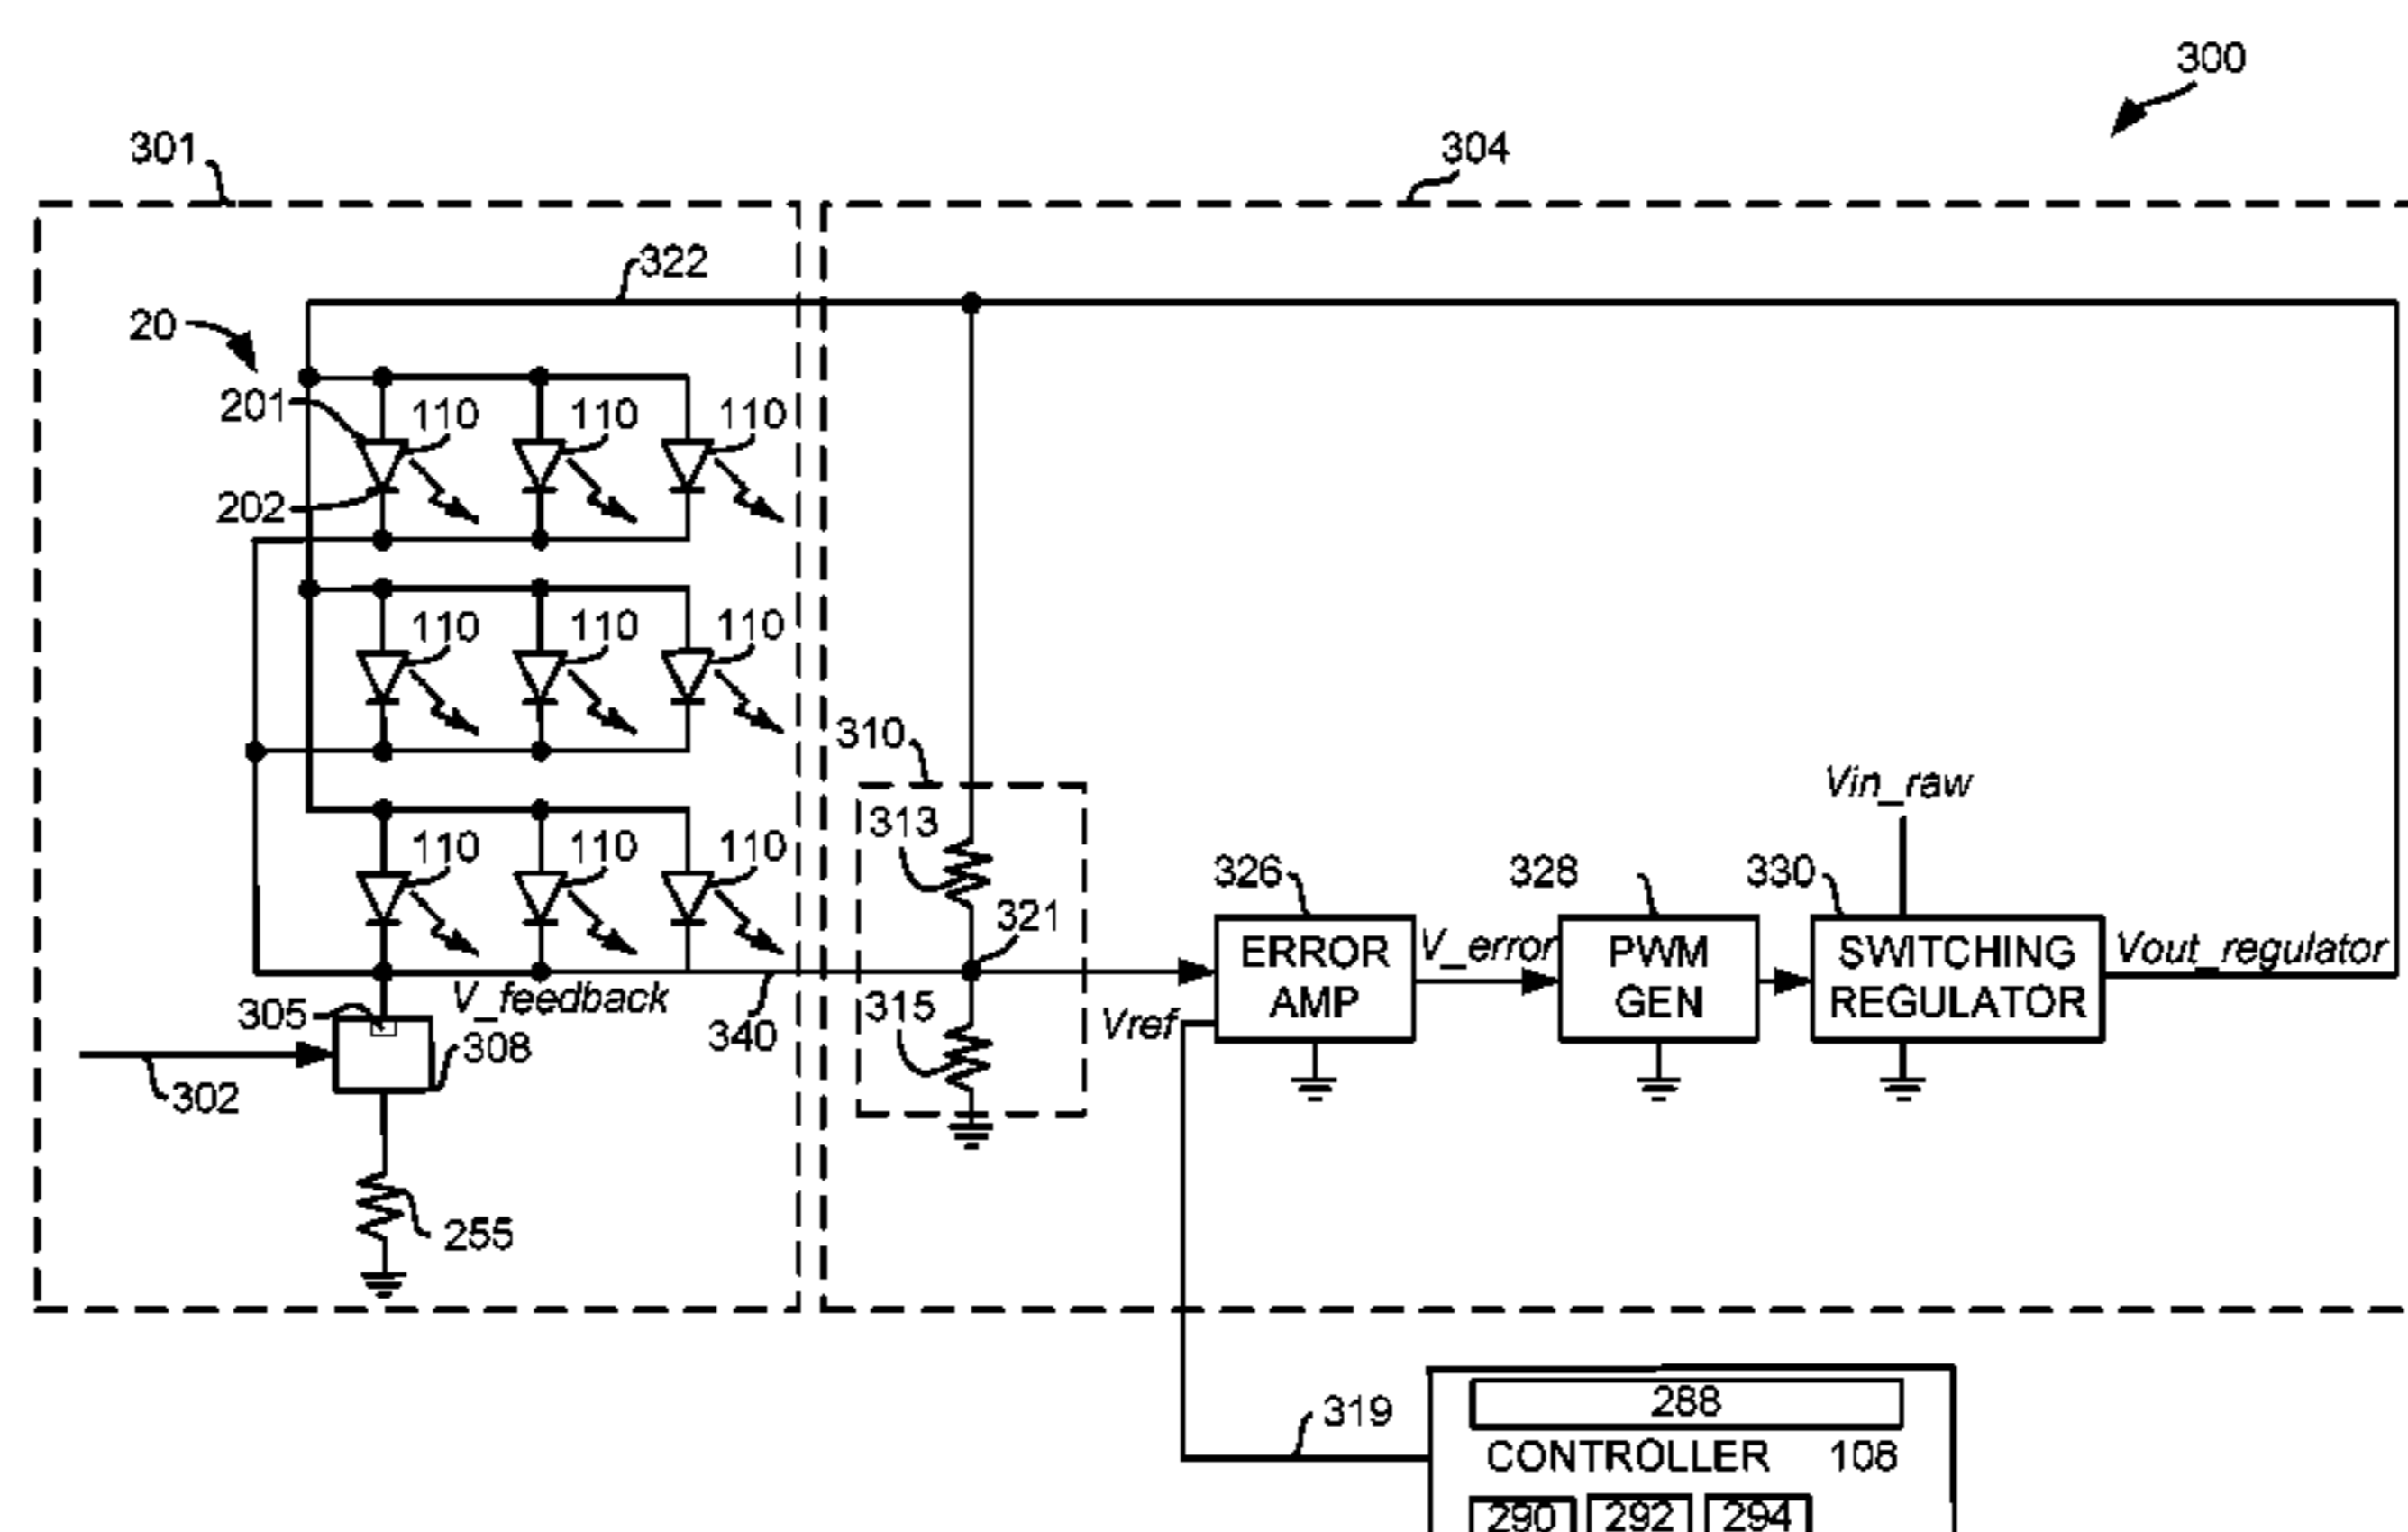 300
301
304
322
20
201
110
110
110
202
110
110
110
310
Vin_raw
313
110
110
110
326
328
330
321
ERROR
AMP
V_error
PWM
GEN
SWITCHING
REGULATOR
Vout_regulator
V_feedback
305
315
340
Vref
308
302
255
288
319
CONTROLLER 108
290 292 294